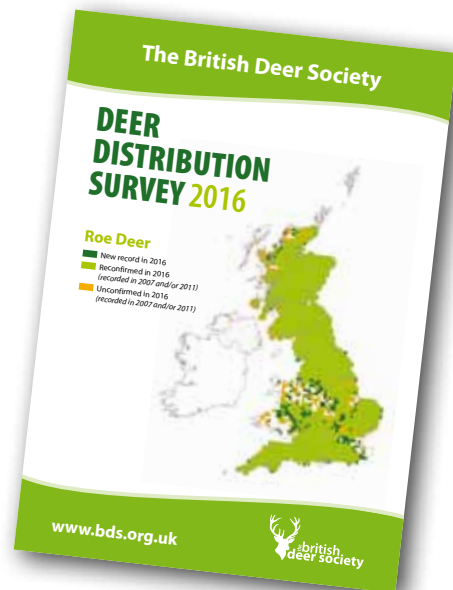 The British Deer Society
DEER
DISTRIBUTION
SURVEY 2016
Roe Deer
New record in 2016
Reconfirmed in 2016
(recorded in 2007 and/or 2011)
Unconfirmed in 2016
(recorded in 2007 and/or 2011)
www.bds.org.uk
the british
deer society